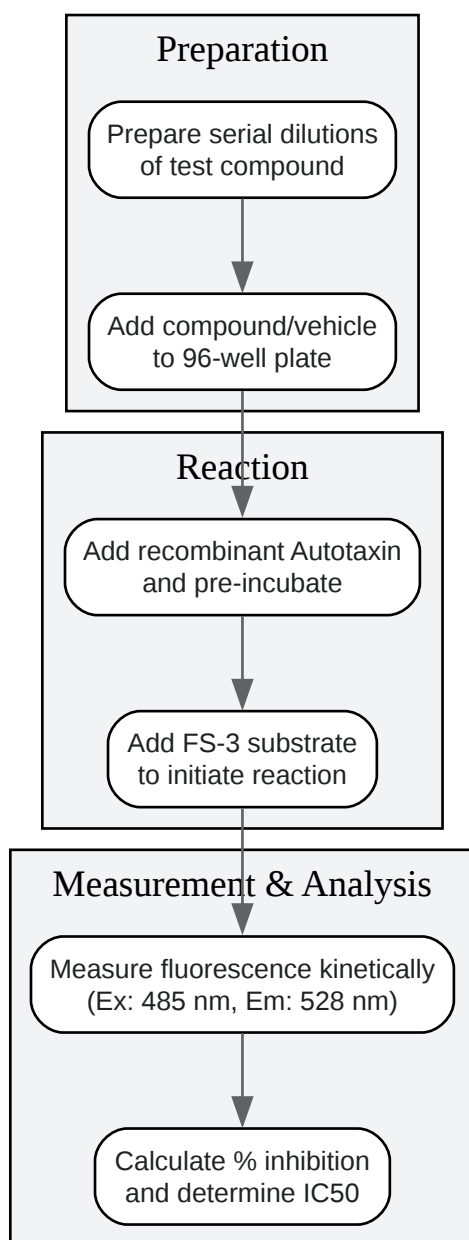 Preparation
Prepare serial dilutions
of test compound
Add compound/vehicle
to 96-well plate
Reaction
Add recombinant Autotaxin
and pre-incubate
Add FS-3 substrate
to initiate reaction
Measurement & Analysis
Measure fluorescence kinetically
(Ex: 485 nm, Em: 528 nm)
Calculate % inhibition
and determine IC50